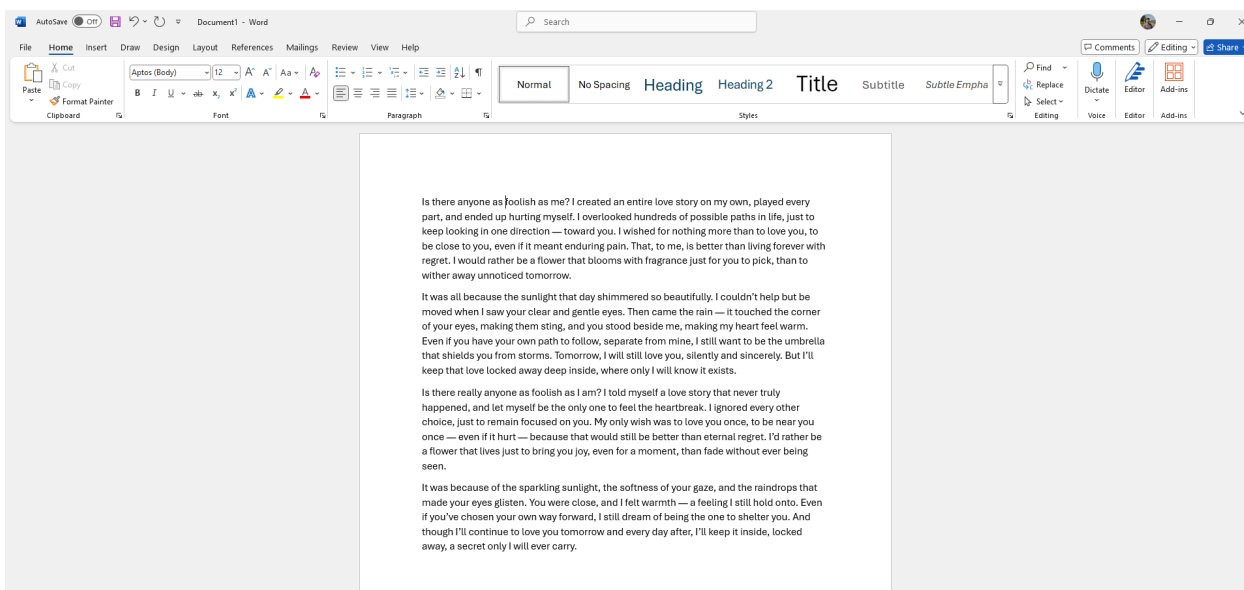 AutoSave Off Document1 - Word Search
File Home Insert Draw Design Layout References Mailings Review View Help Comments Editing Share
Paste Cut Copy Format Painter
Aptos (Body) 12 A^ A˅ Aa A
B I U ab x₂ x² A A
Normal No Spacing Heading Heading 2 Title Subtitle Subtle Empha
Find Replace Select
Dictate Editor Add-ins
Clipboard Font Paragraph Styles Editing Voice Editor Add-ins
Is there anyone as foolish as me? I created an entire love story on my own, played every
part, and ended up hurting myself. I overlooked hundreds of possible paths in life, just to
keep looking in one direction — toward you. I wished for nothing more than to love you, to
be close to you, even if it meant enduring pain. That, to me, is better than living forever with
regret. I would rather be a flower that blooms with fragrance just for you to pick, than to
wither away unnoticed tomorrow.
It was all because the sunlight that day shimmered so beautifully. I couldn't help but be
moved when I saw your clear and gentle eyes. Then came the rain — it touched the corner
of your eyes, making them sting, and you stood beside me, making my heart feel warm.
Even if you have your own path to follow, separate from mine, I still want to be the umbrella
that shields you from storms. Tomorrow, I will still love you, silently and sincerely. But I'll
keep that love locked away deep inside, where only I will know it exists.
Is there really anyone as foolish as I am? I told myself a love story that never truly
happened, and let myself be the only one to feel the heartbreak. I ignored every other
choice, just to remain focused on you. My only wish was to love you once, to be near you
once — even if it hurt — because that would still be better than eternal regret. I'd rather be
a flower that lives just to bring you joy, even for a moment, than fade without ever being
seen.
It was because of the sparkling sunlight, the softness of your gaze, and the raindrops that
made your eyes glisten. You were close, and I felt warmth — a feeling I still hold onto. Even
if you've chosen your own way forward, I still dream of being the one to shelter you. And
though I'll continue to love you tomorrow and every day after, I'll keep it inside, locked
away, a secret only I will ever carry.